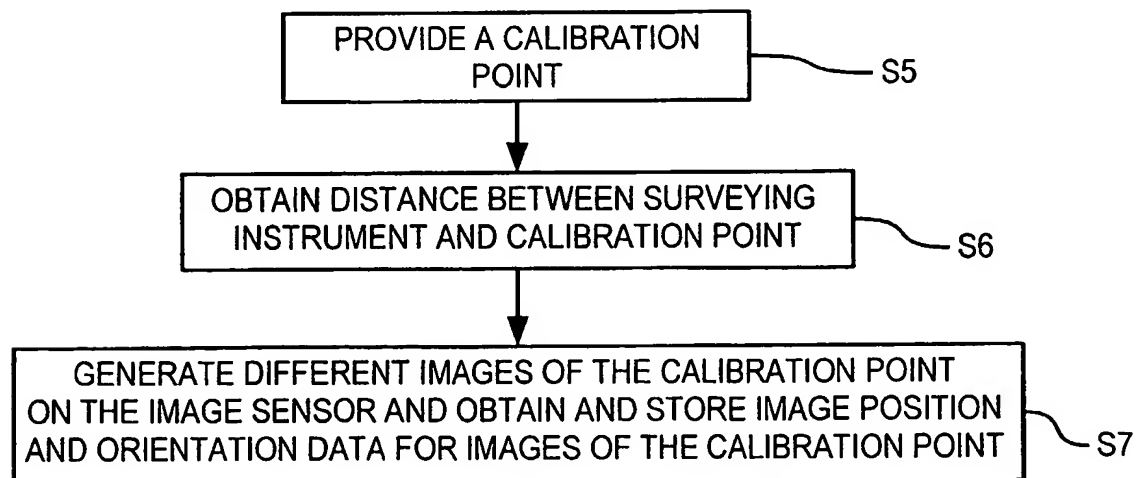 PROVIDE A CALIBRATION
POINT
S5
OBTAIN DISTANCE BETWEEN SURVEYING
INSTRUMENT AND CALIBRATION POINT
S6
GENERATE DIFFERENT IMAGES OF THE CALIBRATION POINT
ON THE IMAGE SENSOR AND OBTAIN AND STORE IMAGE POSITION
AND ORIENTATION DATA FOR IMAGES OF THE CALIBRATION POINT
S7